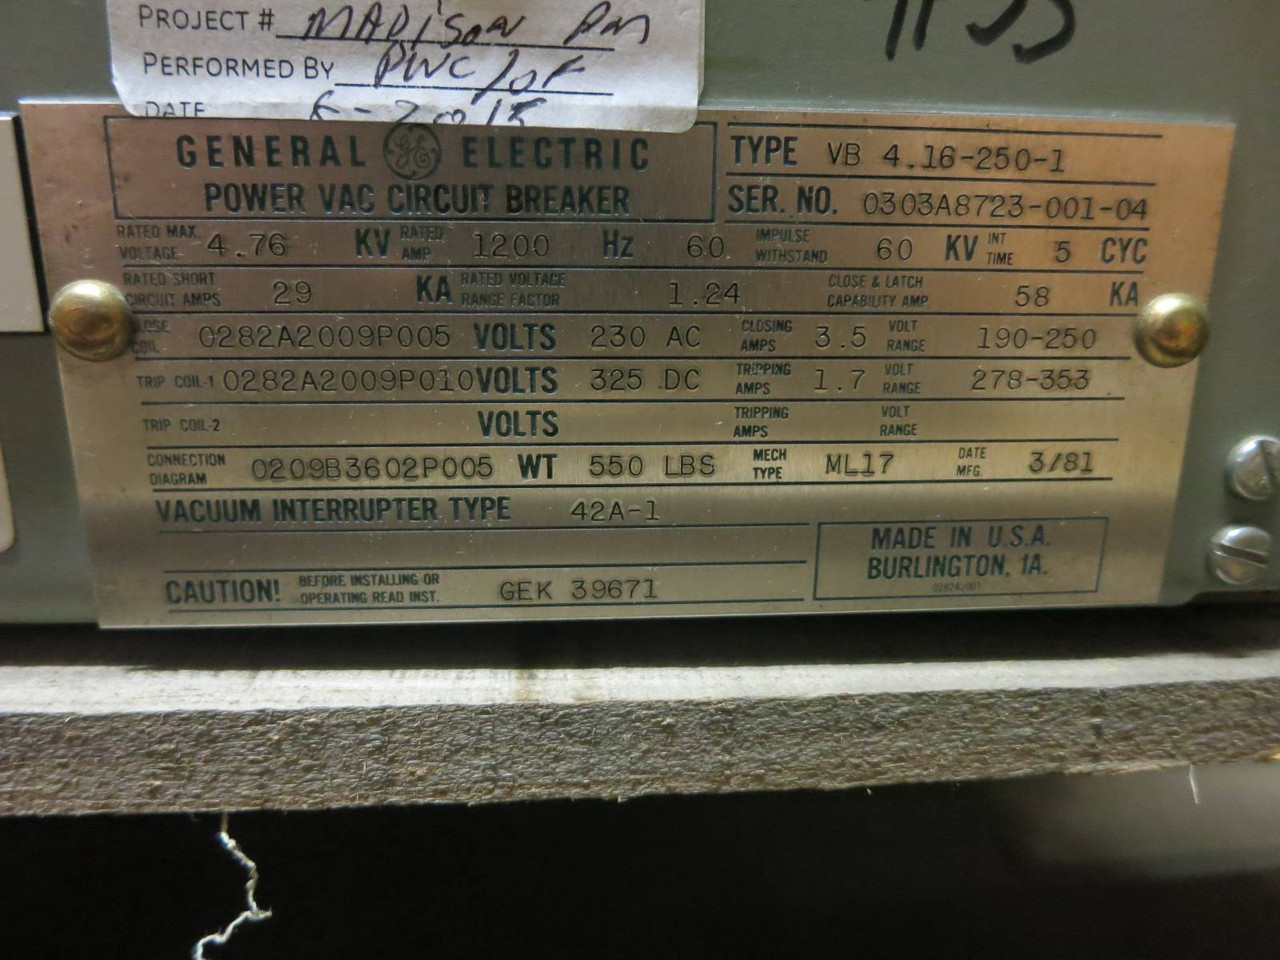 PROJECT # MADISON PM
PERFORMED BY PWC/OF
DATE 6-2015
GENERAL GE ELECTRIC
POWER VAC CIRCUIT BREAKER
TYPE VB 4.16-250-1
SER. NO. 0303A8723-001-04
RATED MAX. VOLTAGE 4.76 KV RATED AMP. 1200 Hz 60 IMPULSE WITHSTAND 60 KV INT TIME 5 CYC
RATED SHORT CIRCUIT AMPS 29 KA RATED VOLTAGE RANGE FACTOR 1.24 CLOSE & LATCH CAPABILITY AMP 58 KA
CLOSE COIL 0282A2009P005 VOLTS 230 AC CLOSING AMPS 3.5 VOLT RANGE 190-250
TRIP COIL-1 0282A2009P010 VOLTS 325 DC TRIPPING AMPS 1.7 VOLT RANGE 278-353
TRIP COIL-2 VOLTS TRIPPING AMPS VOLT RANGE
CONNECTION DIAGRAM 0209B3602P005 WT 550 LBS MECH TYPE ML17 DATE MFG. 3/81
VACUUM INTERRUPTER TYPE 42A-1
MADE IN U.S.A.
BURLINGTON, IA.
CAUTION! BEFORE INSTALLING OR OPERATING READ INST. GEK 39671